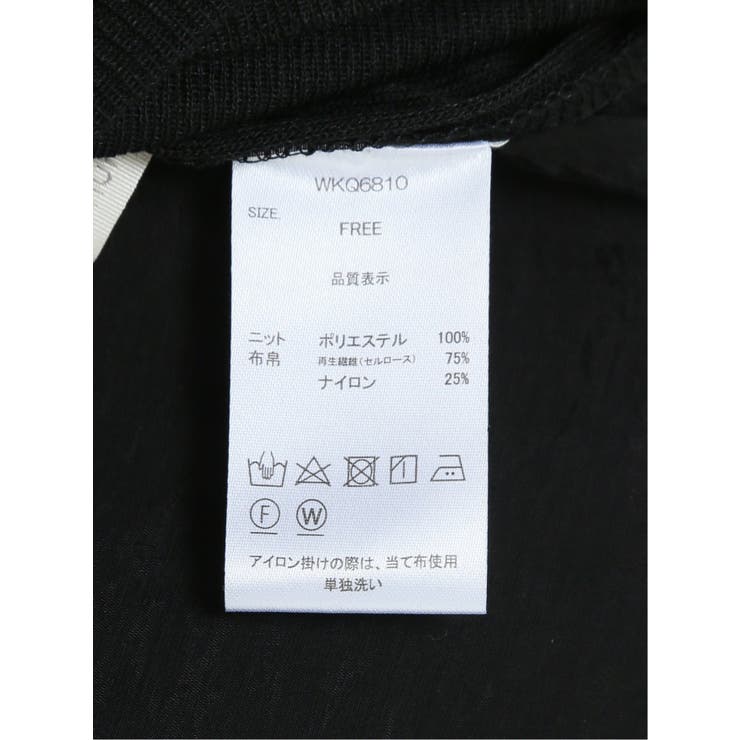 WKQ6810
SIZE.
FREE
品質表示
ニット ポリエステル 100%
布帛 再生繊維(セルロース) 75%
ナイロン 25%
F W
アイロン掛けの際は、当て布使用
単独洗い